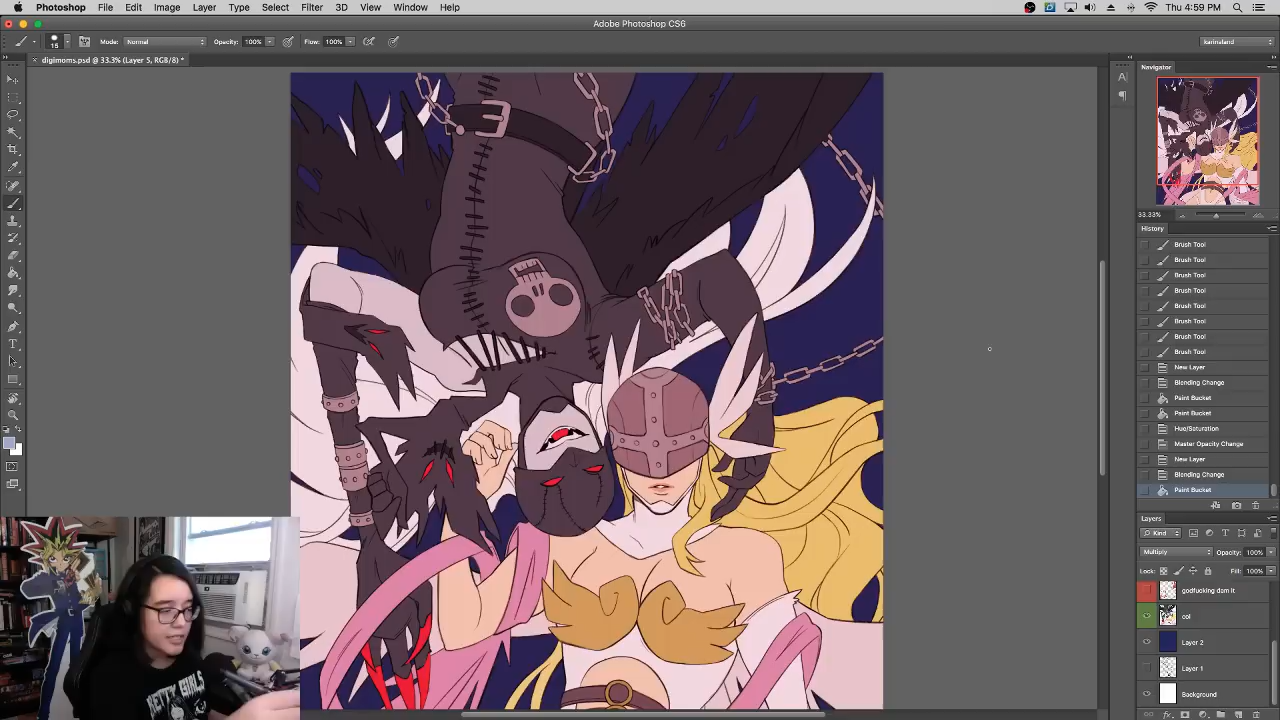 Photoshop File Edit Image Layer Type Select Filter 3D View Window Help
Thu 4:59 PM
Adobe Photoshop CS6
15 Mode: Normal Opacity: 100% Flow: 100% karinaland
digimoms.psd @ 33.3% (Layer 5, RGB/8) *
Navigator
33.33%
History
Brush Tool
Brush Tool
Brush Tool
Brush Tool
Brush Tool
Brush Tool
Brush Tool
Brush Tool
New Layer
Blending Change
Paint Bucket
Paint Bucket
Hue/Saturation
Master Opacity Change
New Layer
Blending Change
Paint Bucket
Layers
Kind
Multiply Opacity: 100%
Lock: Fill: 100%
godfucking dam it
col
Layer 2
Layer 1
Background
PRETTY GIRLS